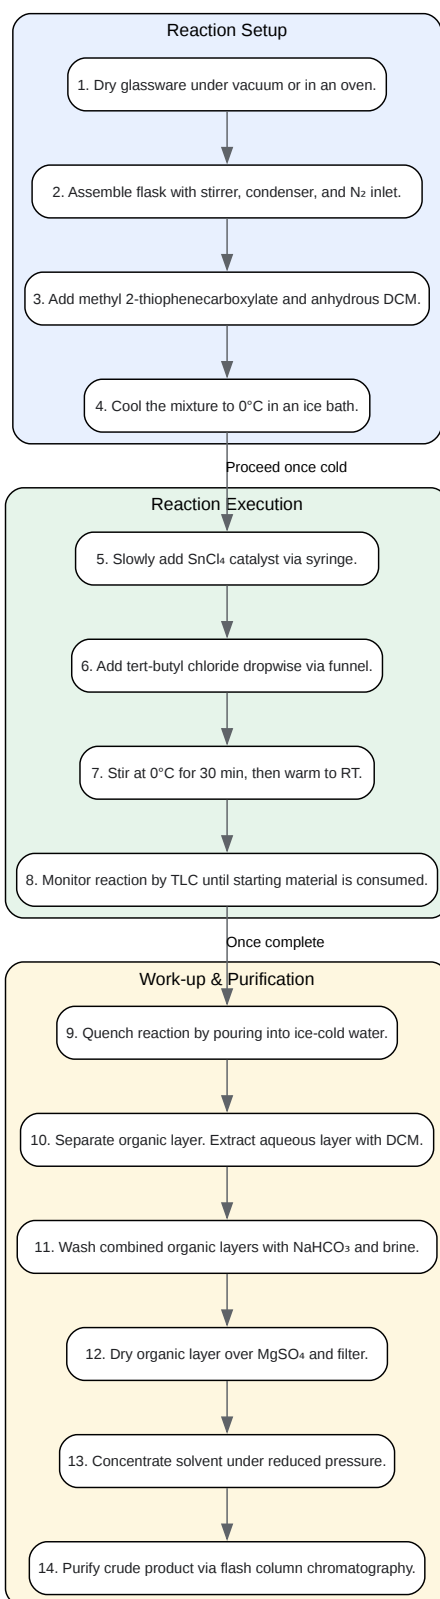 Reaction Setup
1. Dry glassware under vacuum or in an oven.
2. Assemble flask with stirrer, condenser, and N₂ inlet.
3. Add methyl 2-thiophenecarboxylate and anhydrous DCM.
4. Cool the mixture to 0°C in an ice bath.
Proceed once cold
Reaction Execution
5. Slowly add SnCl₄ catalyst via syringe.
6. Add tert-butyl chloride dropwise via funnel.
7. Stir at 0°C for 30 min, then warm to RT.
8. Monitor reaction by TLC until starting material is consumed.
Once complete
Work-up & Purification
9. Quench reaction by pouring into ice-cold water.
10. Separate organic layer. Extract aqueous layer with DCM.
11. Wash combined organic layers with NaHCO₃ and brine.
12. Dry organic layer over MgSO₄ and filter.
13. Concentrate solvent under reduced pressure.
14. Purify crude product via flash column chromatography.